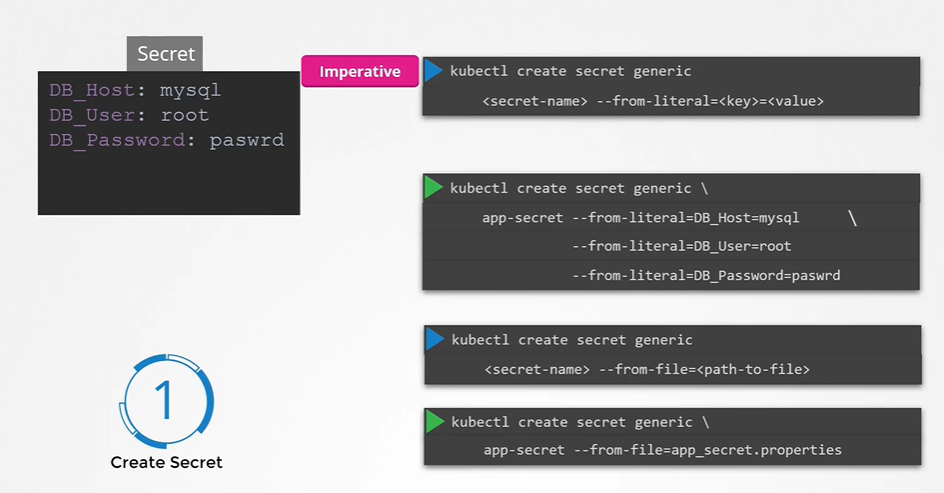 Secret
DB_Host: mysql
DB_User: root
DB_Password: paswrd
Imperative
kubectl create secret generic
<secret-name> --from-literal=<key>=<value>
kubectl create secret generic \
app-secret --from-literal=DB_Host=mysql \
--from-literal=DB_User=root
--from-literal=DB_Password=paswrd
kubectl create secret generic
<secret-name> --from-file=<path-to-file>
kubectl create secret generic \
app-secret --from-file=app_secret.properties
1
Create Secret